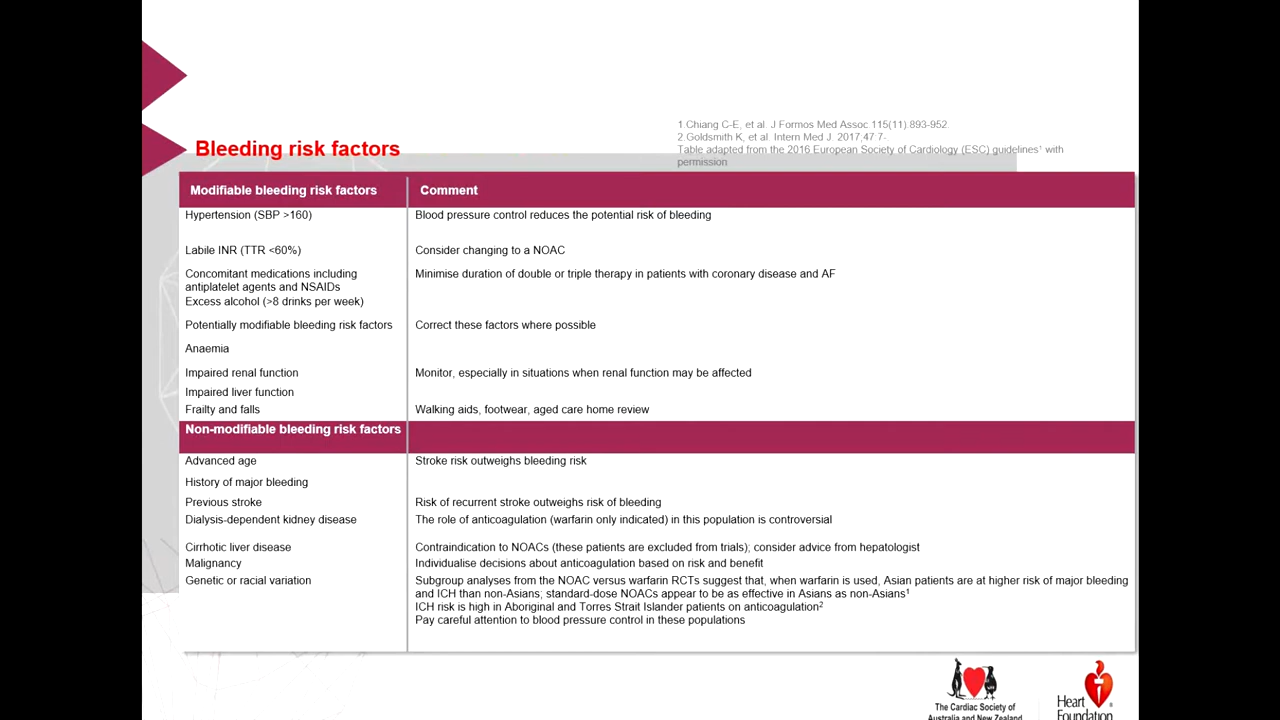 1.Chiang C-E, et al. J Formos Med Assoc.115(11).893-952.
2.Goldsmith K, et al. Intern Med J. 2017;47:7-
Table adapted from the 2016 European Society of Cardiology (ESC) guidelines¹ with
permission
Bleeding risk factors
Modifiable bleeding risk factors Comment
Hypertension (SBP >160) Blood pressure control reduces the potential risk of bleeding
Labile INR (TTR <60%) Consider changing to a NOAC
Concomitant medications including Minimise duration of double or triple therapy in patients with coronary disease and AF
antiplatelet agents and NSAIDs
Excess alcohol (>8 drinks per week)
Potentially modifiable bleeding risk factors Correct these factors where possible
Anaemia
Impaired renal function Monitor, especially in situations when renal function may be affected
Impaired liver function
Frailty and falls Walking aids, footwear, aged care home review
Non-modifiable bleeding risk factors
Advanced age Stroke risk outweighs bleeding risk
History of major bleeding
Previous stroke Risk of recurrent stroke outweighs risk of bleeding
Dialysis-dependent kidney disease The role of anticoagulation (warfarin only indicated) in this population is controversial
Cirrhotic liver disease Contraindication to NOACs (these patients are excluded from trials); consider advice from hepatologist
Malignancy Individualise decisions about anticoagulation based on risk and benefit
Genetic or racial variation Subgroup analyses from the NOAC versus warfarin RCTs suggest that, when warfarin is used, Asian patients are at higher risk of major bleeding
and ICH than non-Asians; standard-dose NOACs appear to be as effective in Asians as non-Asians¹
ICH risk is high in Aboriginal and Torres Strait Islander patients on anticoagulation²
Pay careful attention to blood pressure control in these populations
The Cardiac Society of
Australia and New Zealand
Heart
Foundation